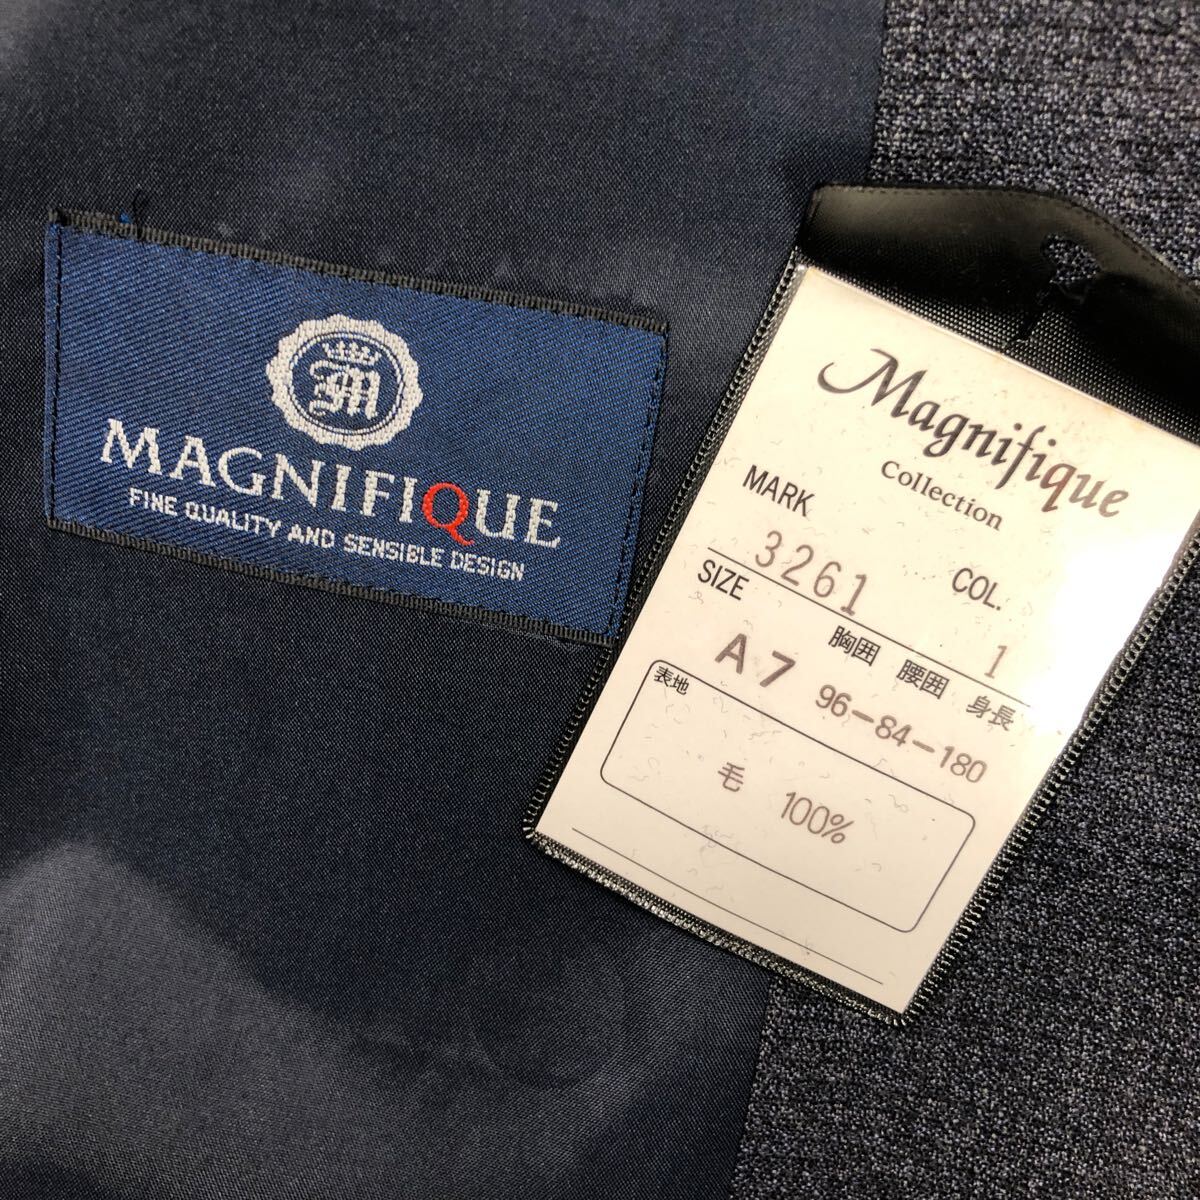 M
MAGNIFIQUE
FINE QUALITY AND SENSIBLE DESIGN
Magnifique
Collection
MARK
3261
COL.
1
SIZE
A7
胸囲 腰囲 身長
96-84-180
表地
毛 100%